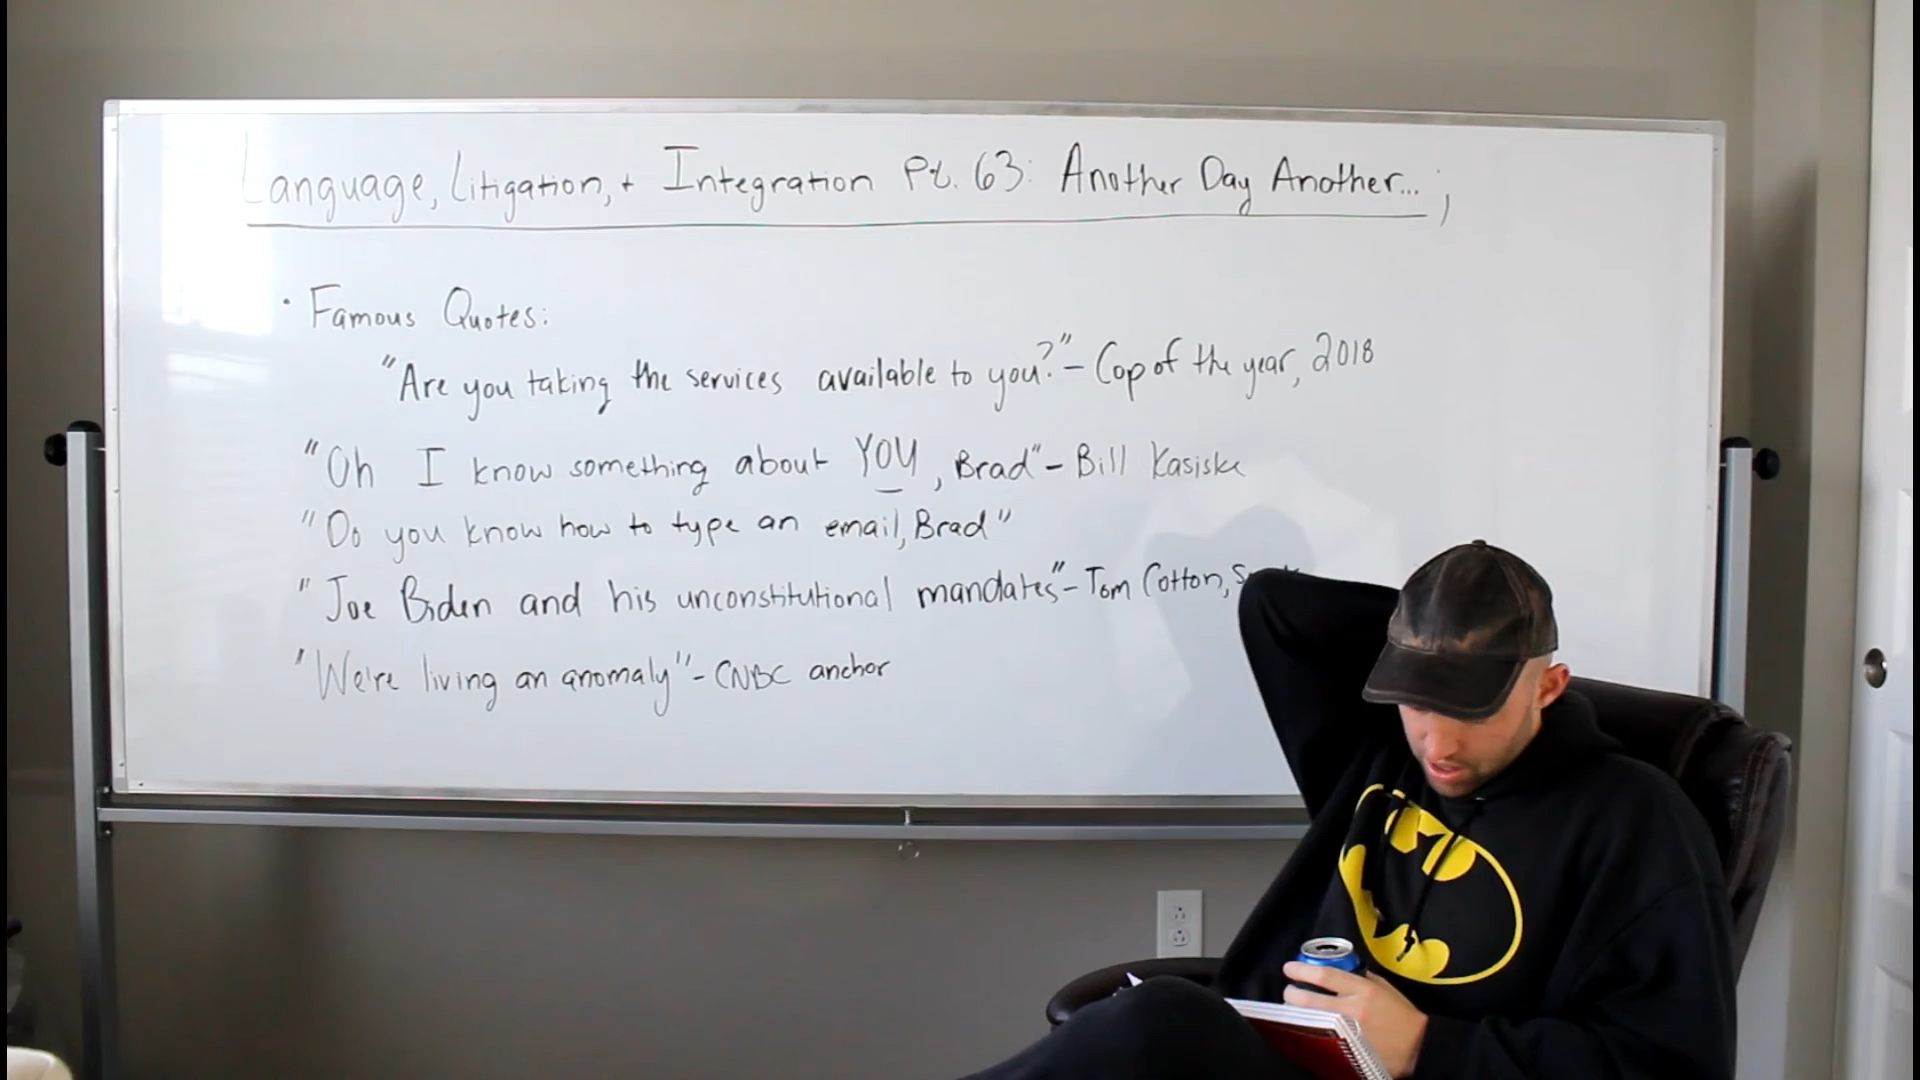 Language, Litigation, + Integration Pt. 63: Another Day Another... ;
· Famous Quotes:
"Are you taking the services available to you?" - Cop of the year, 2018
"Oh I know something about YOU, Brad" - Bill Kasiske
"Do you know how to type an email, Brad"
"Joe Biden and his unconstitutional mandates" - Tom Cotton,
"We're living an anomaly" - CNBC anchor